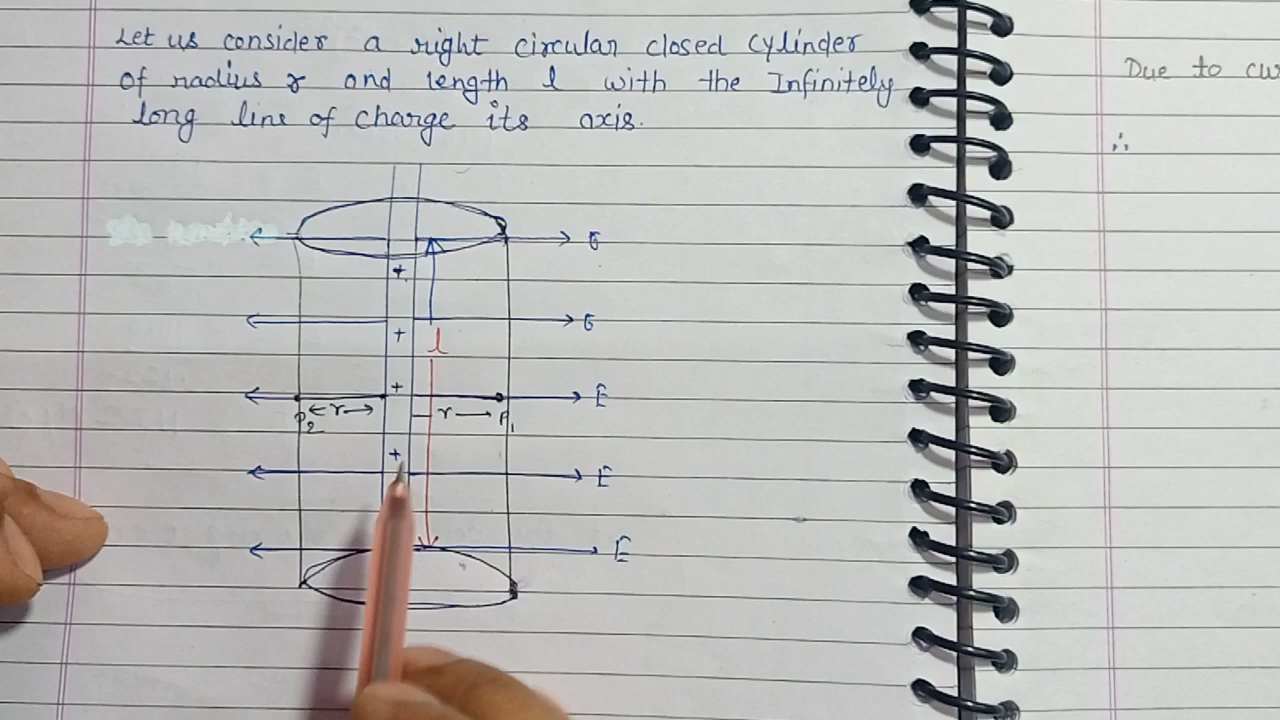 Let us consider a right circular closed cylinder
of radius r and length l with the Infinitely
long line of charge its axis.
Due to
∴
E
+
+
E
l
+
E
P2
←r→
r→
P1
+
E
E